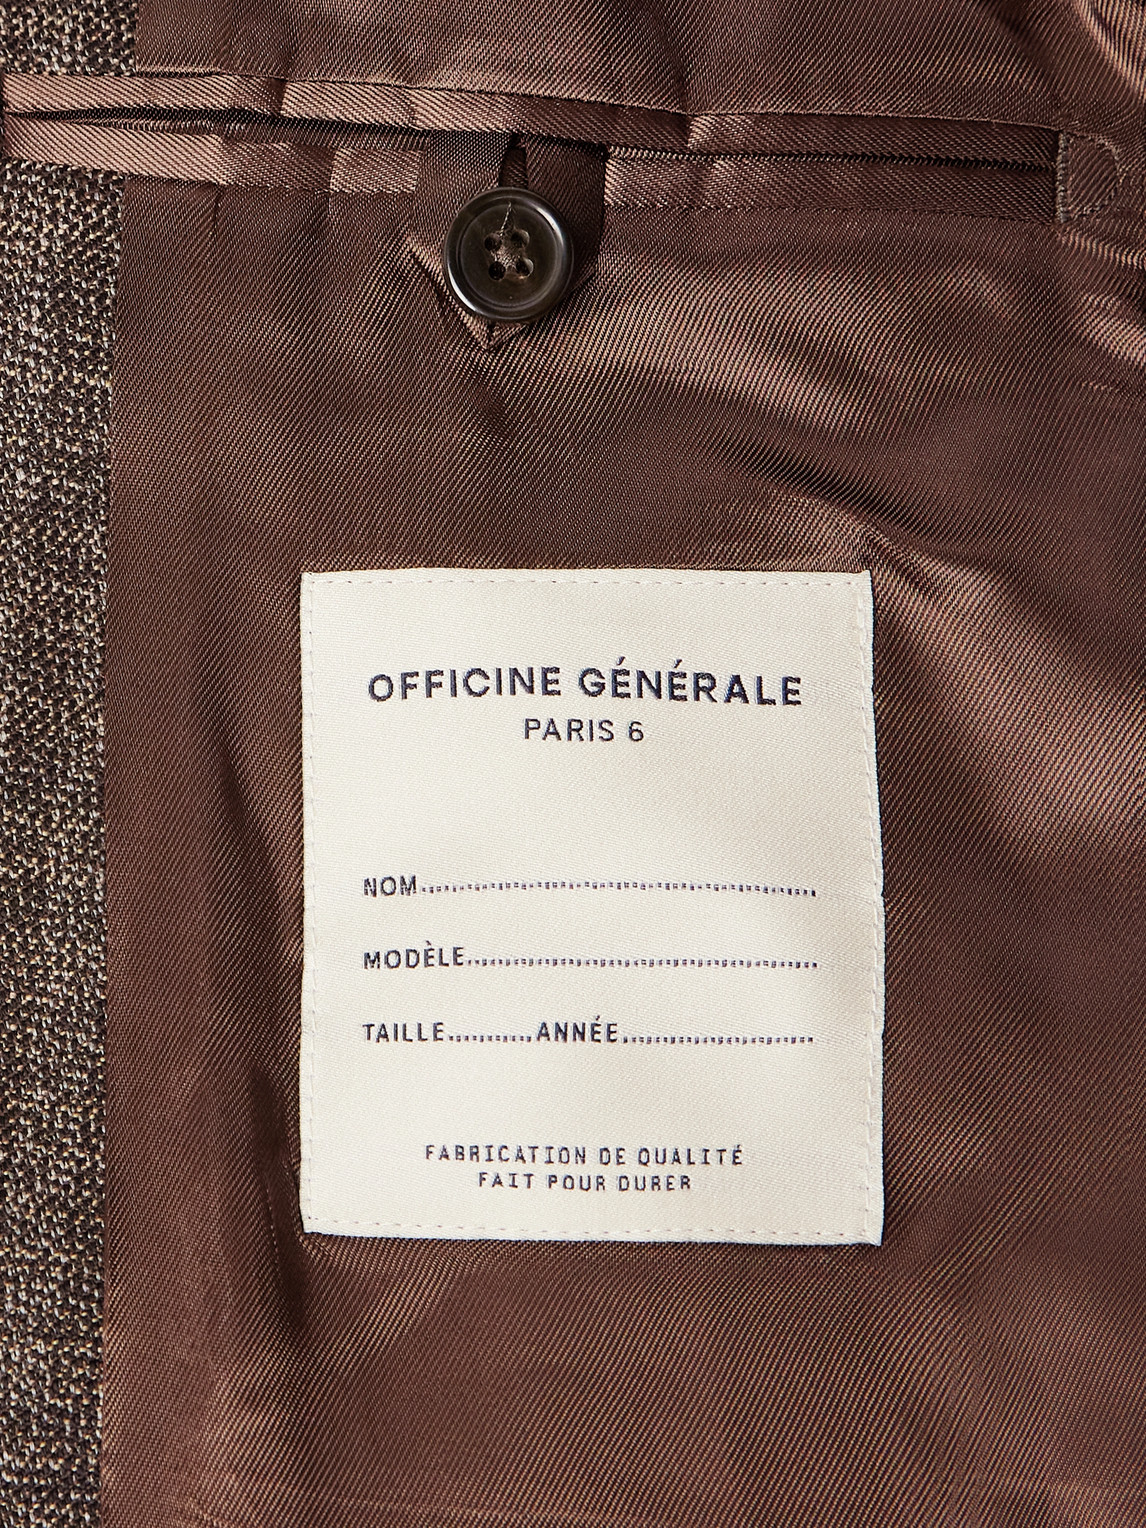 OFFICINE GÉNÉRALE
PARIS 6
NOM
MODÈLE
TAILLE..........ANNÉE
FABRICATION DE QUALITÉ
FAIT POUR DURER